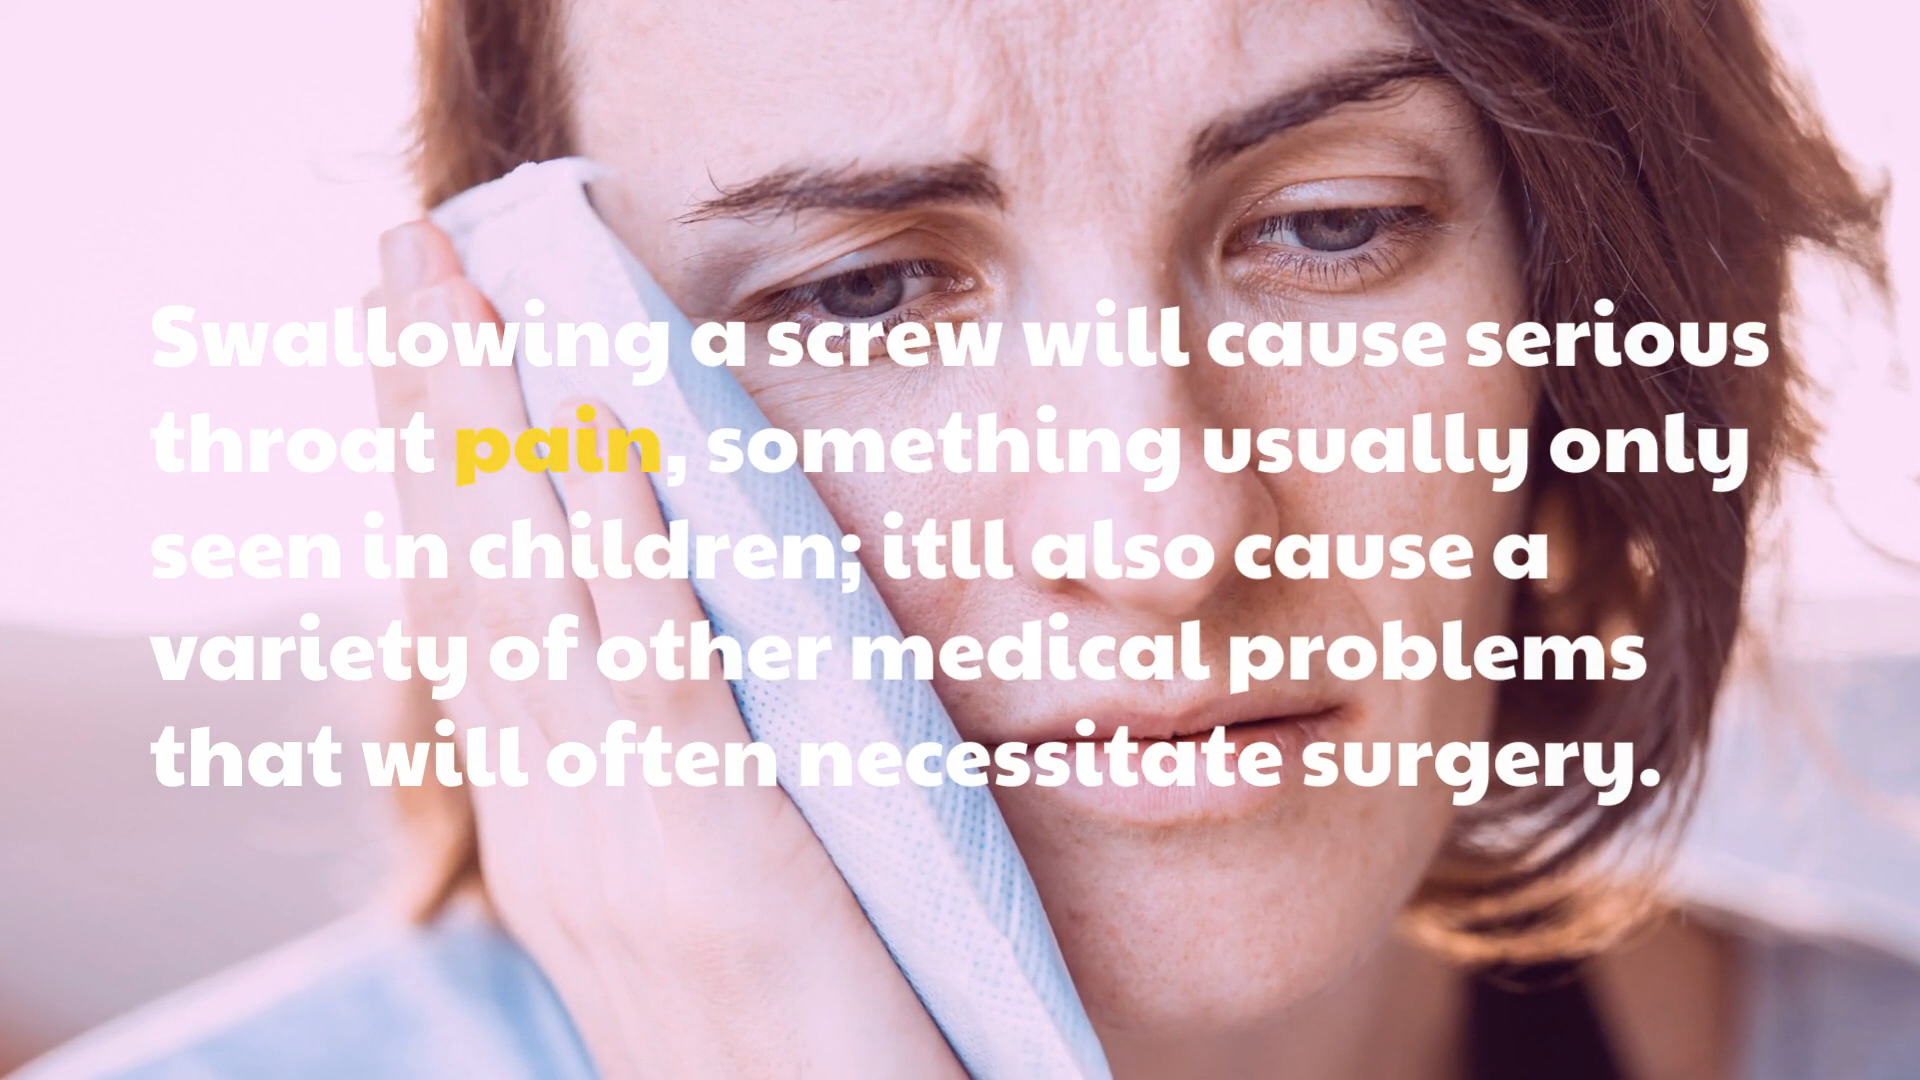 Swallowing a screw will cause serious
throat pain, something usually only
seen in children; itll also cause a
variety of other medical problems
that will often necessitate surgery.